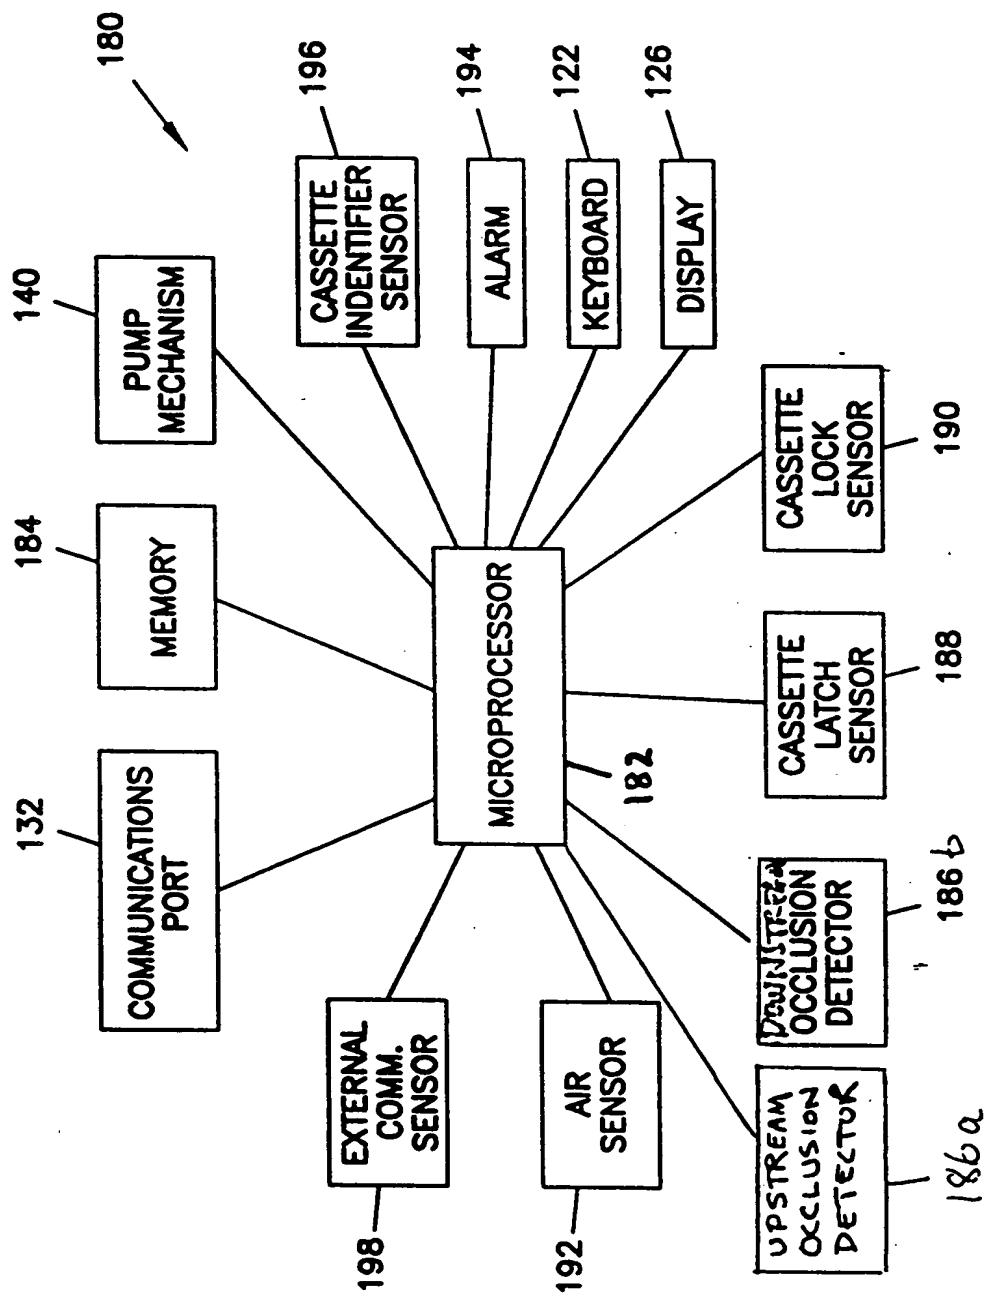 180
132
COMMUNICATIONS
PORT
184
MEMORY
140
PUMP
MECHANISM
198
EXTERNAL
COMM.
SENSOR
MICROPROCESSOR
182
CASSETTE
INDENTIFIER
SENSOR
196
ALARM
194
KEYBOARD
122
DISPLAY
126
192
AIR
SENSOR
UPSTREAM
OCCLUSION
DETECTOR
186a
DOWNSTREAM
OCCLUSION
DETECTOR
186b
CASSETTE
LATCH
SENSOR
188
CASSETTE
LOCK
SENSOR
190